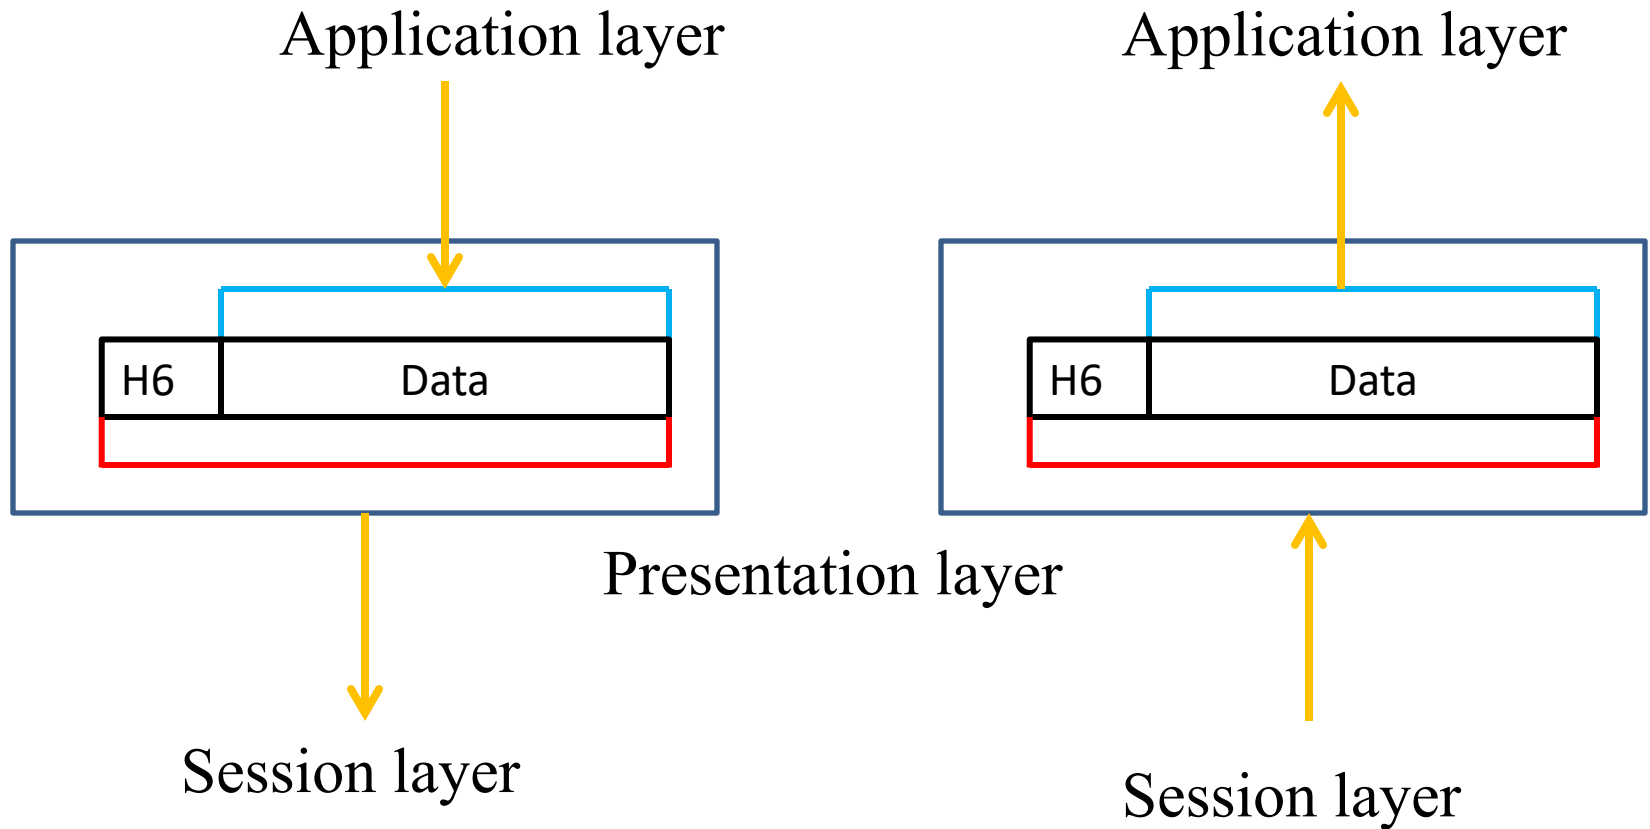 Application layer
Application layer
H6
Data
H6
Data
Presentation layer
Session layer
Session layer